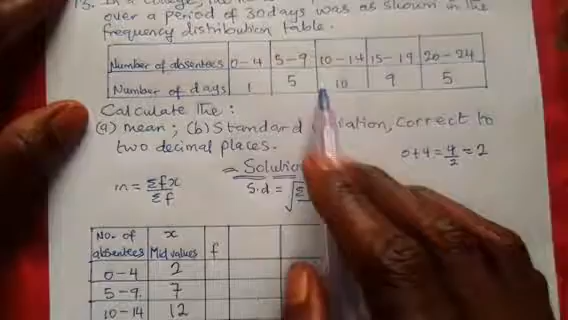 13. In a college, the
over a period of 30 days was as shown in the
frequency distribution table.
Number of absentees 0-4 5-9 10-14 15-19 20-24
Number of days 1 5 10 9 5
Calculate the:
(a) mean; (b) Standard iation, correct to
two decimal places.
0+4=4/2=2
= Solutio
m = Σfx/Σf
S.d = √Σ
No. of absentees x Mid values f
0-4 2
5-9 7
10-14 12